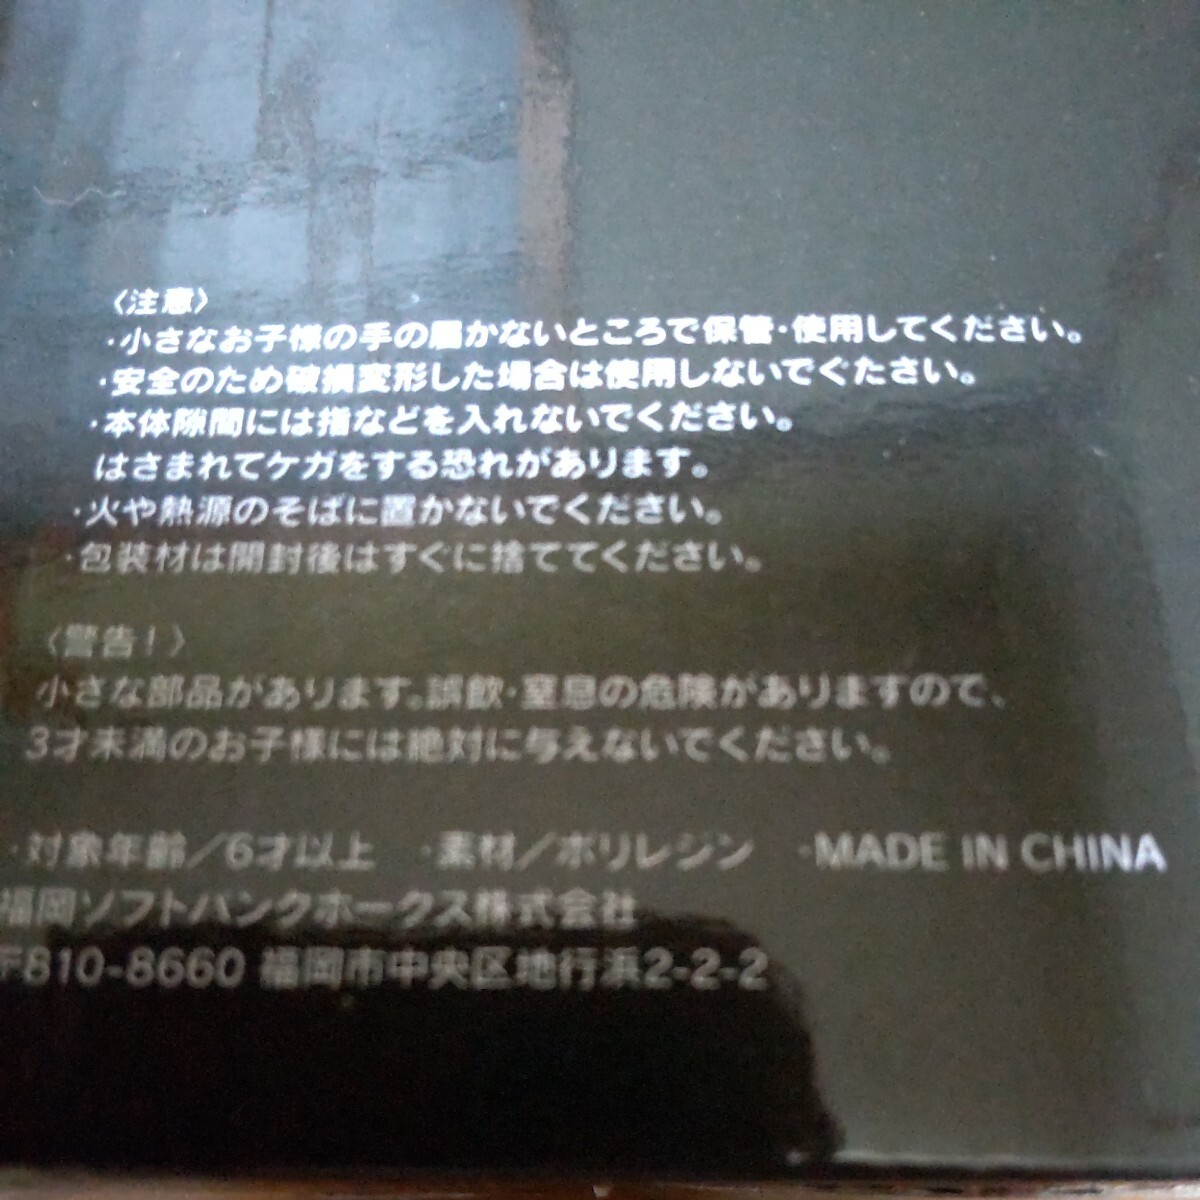 〈注意〉
・小さなお子様の手の届かないところで保管・使用してください。
・安全のため破損変形した場合は使用しないでください。
・本体隙間には指などを入れないでください。
はさまれてケガをする恐れがあります。
・火や熱源のそばに置かないでください。
・包装材は開封後はすぐに捨ててください。
〈警告!〉
小さな部品があります。誤飲・窒息の危険がありますので、
3才未満のお子様には絶対に与えないでください。
・対象年齢/6才以上 ・素材/ポリレジン ・MADE IN CHINA
福岡ソフトバンクホークス株式会社
〒810-8660 福岡市中央区地行浜2-2-2